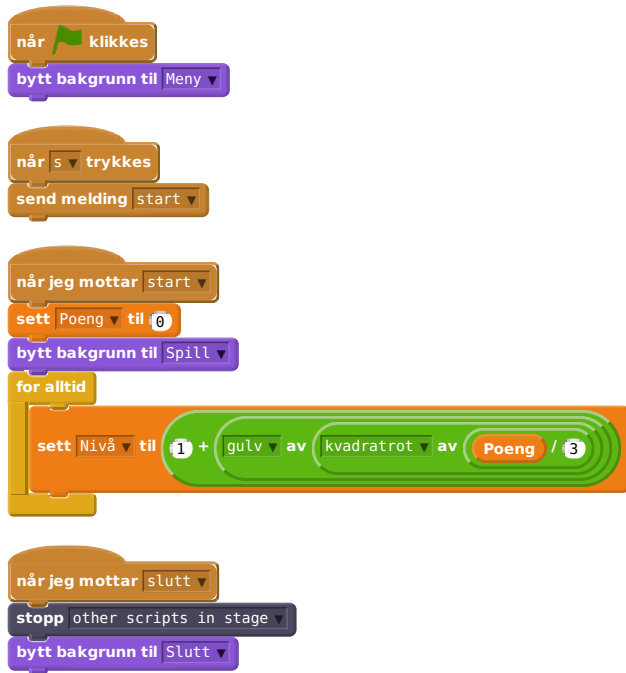 når klikkes
bytt bakgrunn til Meny
når s trykkes
send melding start
når jeg mottar start
sett Poeng til 0
bytt bakgrunn til Spill
for alltid
sett Nivå til 1 + gulv av kvadratrot av Poeng / 3
når jeg mottar slutt
stopp other scripts in stage
bytt bakgrunn til Slutt